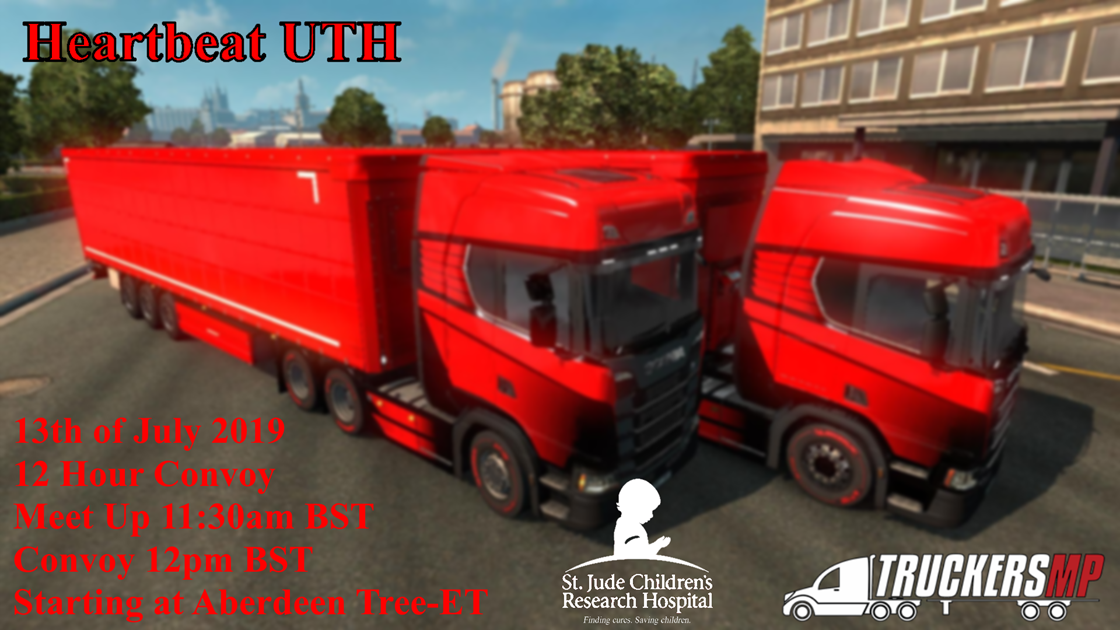 Heartbeat UTH
13th of July 2019
12 Hour Convoy
Meet Up 11:30am BST
Convoy 12pm BST
Starting at Aberdeen Tree-ET
St. Jude Children's
Research Hospital
Finding cures. Saving children.
TRUCKERSMP